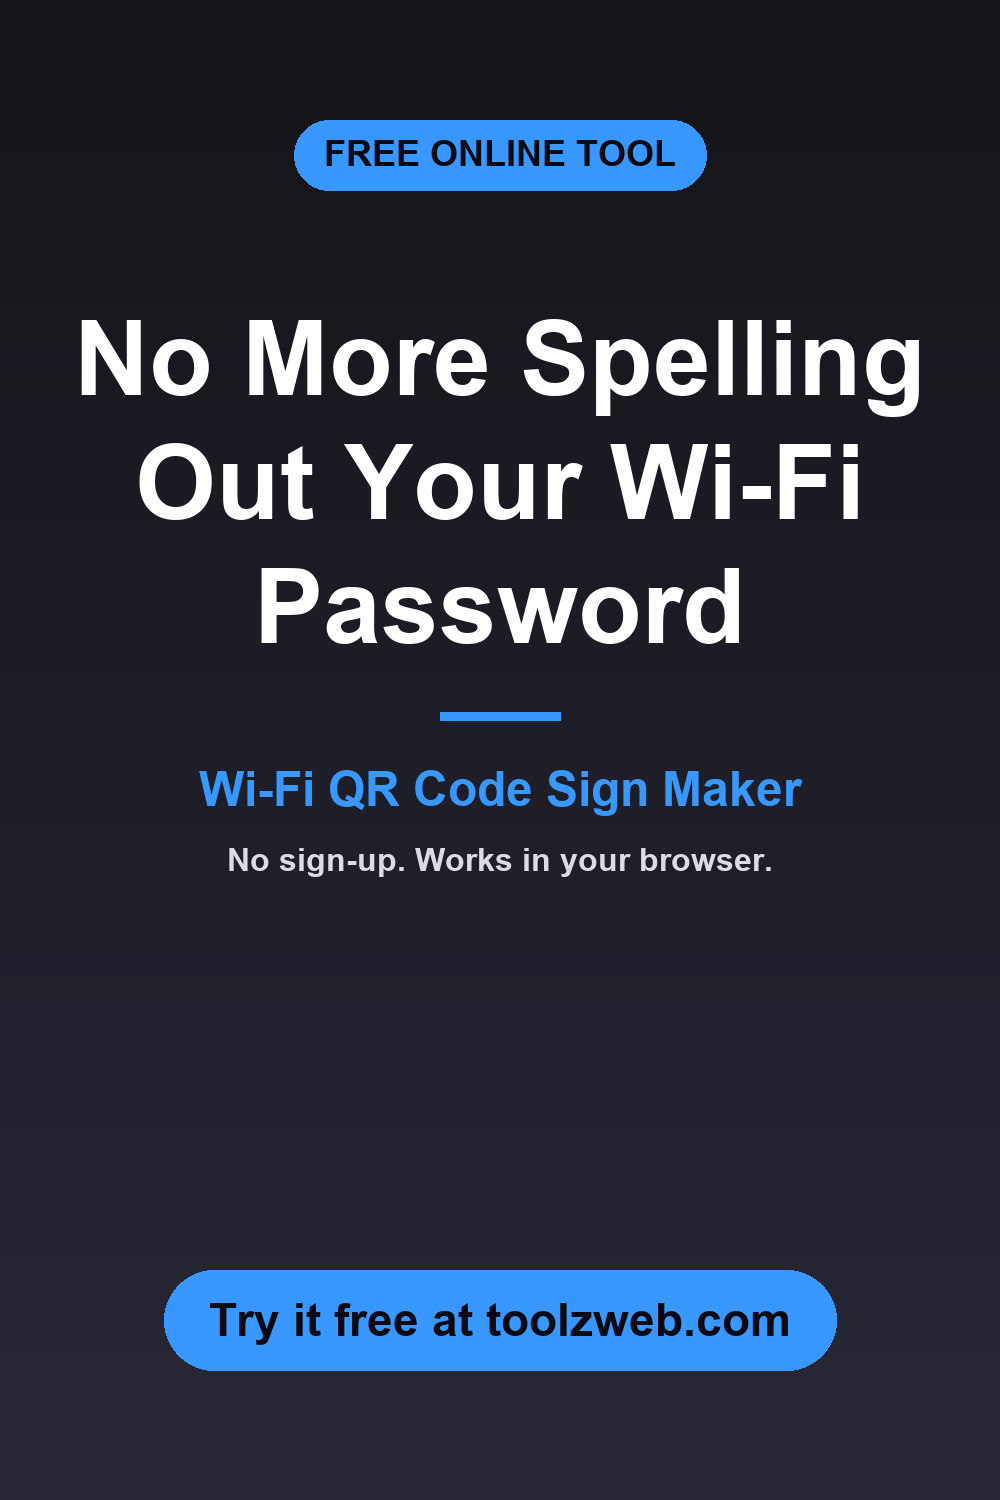 FREE ONLINE TOOL
No More Spelling
Out Your Wi-Fi
Password
Wi-Fi QR Code Sign Maker
No sign-up. Works in your browser.
Try it free at toolzweb.com